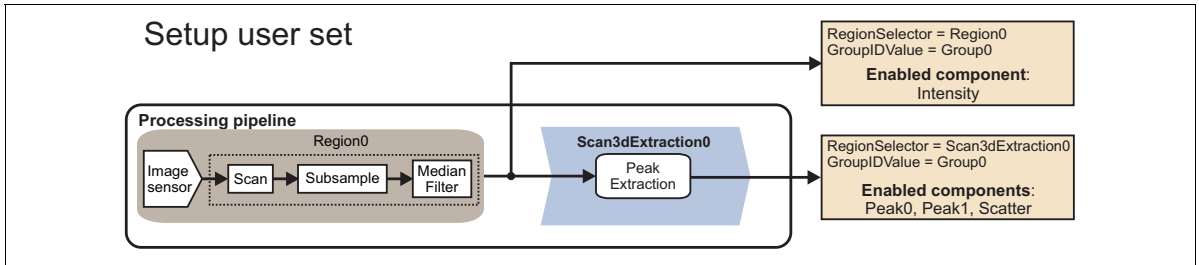 Setup user set
RegionSelector = Region0
GroupIDValue = Group0
Enabled component:
Intensity
Processing pipeline
Region0
Image
sensor
Scan
Subsample
Median
Filter
Scan3dExtraction0
Peak
Extraction
RegionSelector = Scan3dExtraction0
GroupIDValue = Group0
Enabled components:
Peak0, Peak1, Scatter